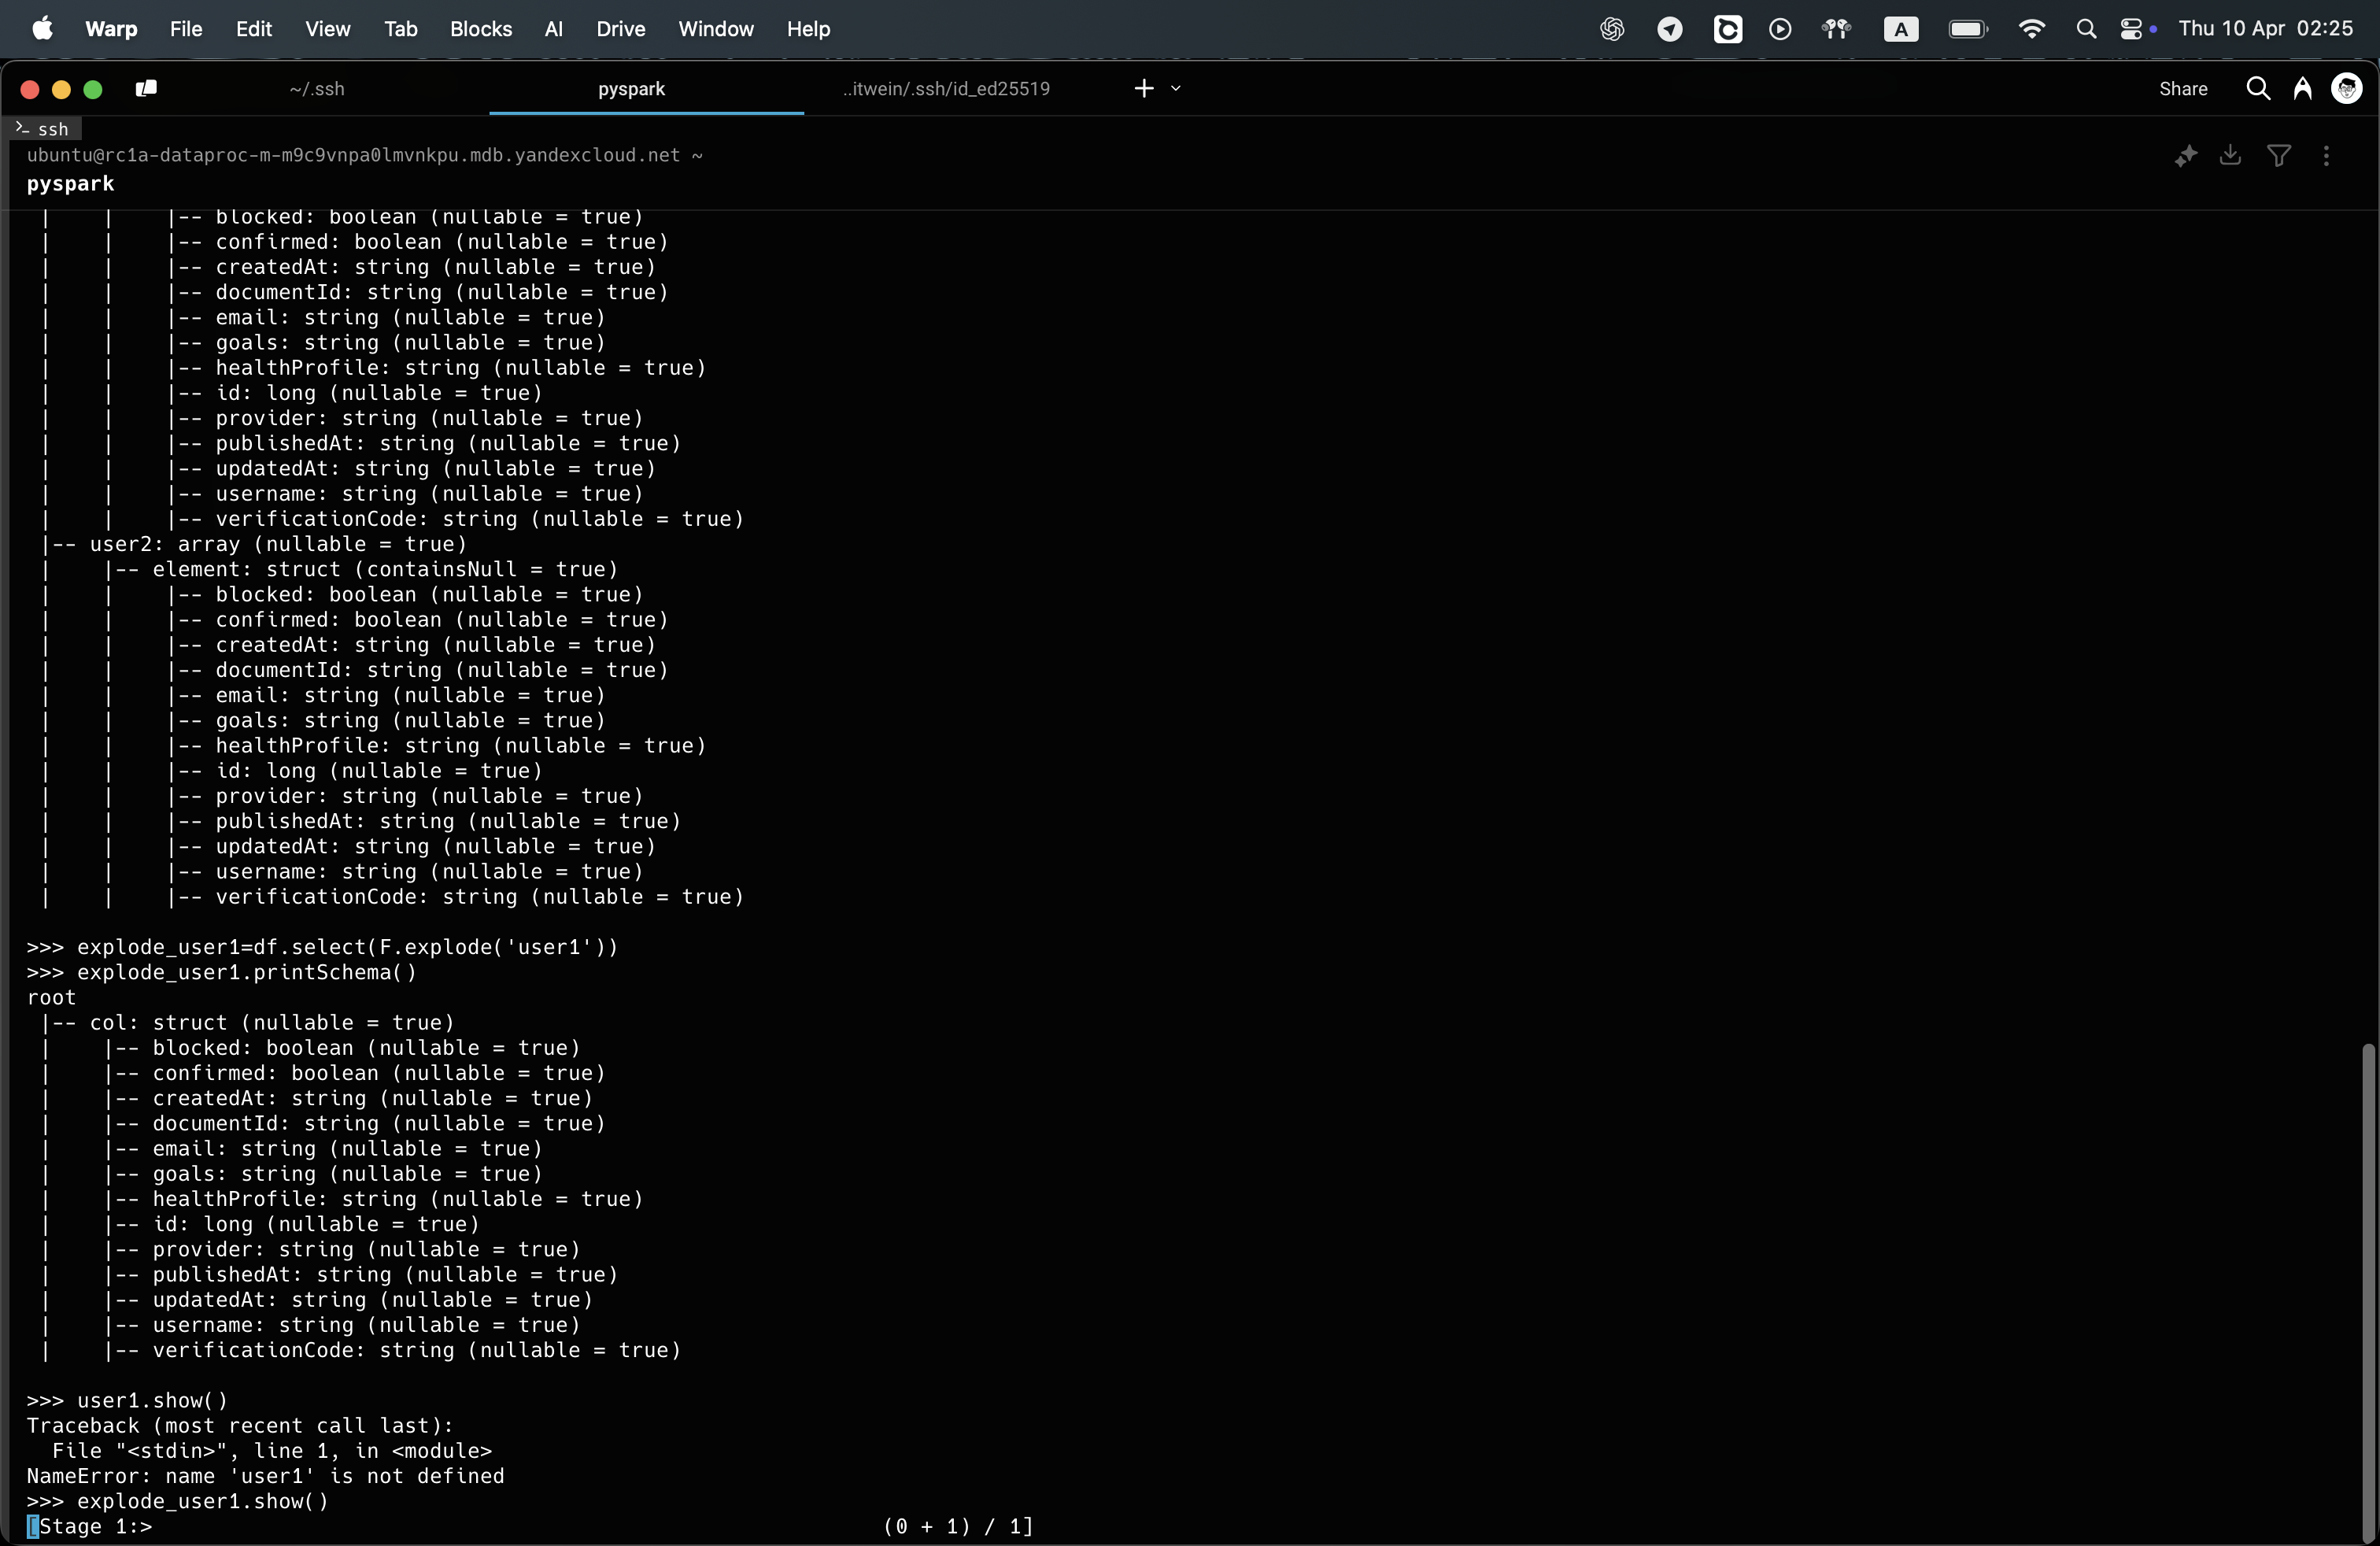 Warp File Edit View Tab Blocks AI Drive Window Help A Thu 10 Apr 02:25
~/.ssh pyspark ..itwein/.ssh/id_ed25519 Share
ssh
ubuntu@rc1a-dataproc-m-m9c9vnpa0lmvnkpu.mdb.yandexcloud.net ~
pyspark
 |    |    |-- blocked: boolean (nullable = true)
 |    |    |-- confirmed: boolean (nullable = true)
 |    |    |-- createdAt: string (nullable = true)
 |    |    |-- documentId: string (nullable = true)
 |    |    |-- email: string (nullable = true)
 |    |    |-- goals: string (nullable = true)
 |    |    |-- healthProfile: string (nullable = true)
 |    |    |-- id: long (nullable = true)
 |    |    |-- provider: string (nullable = true)
 |    |    |-- publishedAt: string (nullable = true)
 |    |    |-- updatedAt: string (nullable = true)
 |    |    |-- username: string (nullable = true)
 |    |    |-- verificationCode: string (nullable = true)
 |-- user2: array (nullable = true)
 |    |-- element: struct (containsNull = true)
 |    |    |-- blocked: boolean (nullable = true)
 |    |    |-- confirmed: boolean (nullable = true)
 |    |    |-- createdAt: string (nullable = true)
 |    |    |-- documentId: string (nullable = true)
 |    |    |-- email: string (nullable = true)
 |    |    |-- goals: string (nullable = true)
 |    |    |-- healthProfile: string (nullable = true)
 |    |    |-- id: long (nullable = true)
 |    |    |-- provider: string (nullable = true)
 |    |    |-- publishedAt: string (nullable = true)
 |    |    |-- updatedAt: string (nullable = true)
 |    |    |-- username: string (nullable = true)
 |    |    |-- verificationCode: string (nullable = true)
>>> explode_user1=df.select(F.explode('user1'))
>>> explode_user1.printSchema()
root
 |-- col: struct (nullable = true)
 |    |-- blocked: boolean (nullable = true)
 |    |-- confirmed: boolean (nullable = true)
 |    |-- createdAt: string (nullable = true)
 |    |-- documentId: string (nullable = true)
 |    |-- email: string (nullable = true)
 |    |-- goals: string (nullable = true)
 |    |-- healthProfile: string (nullable = true)
 |    |-- id: long (nullable = true)
 |    |-- provider: string (nullable = true)
 |    |-- publishedAt: string (nullable = true)
 |    |-- updatedAt: string (nullable = true)
 |    |-- username: string (nullable = true)
 |    |-- verificationCode: string (nullable = true)
>>> user1.show()
Traceback (most recent call last):
  File "<stdin>", line 1, in <module>
NameError: name 'user1' is not defined
>>> explode_user1.show()
[Stage 1:> (0 + 1) / 1]